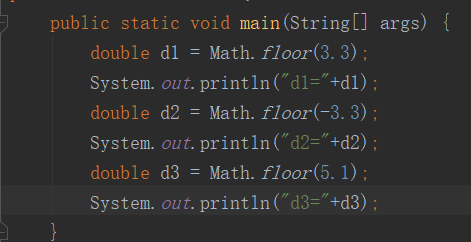 public static void main(String[] args) {
double d1 = Math.floor(3.3);
System.out.println("d1="+d1);
double d2 = Math.floor(-3.3);
System.out.println("d2="+d2);
double d3 = Math.floor(5.1);
System.out.println("d3="+d3);
}